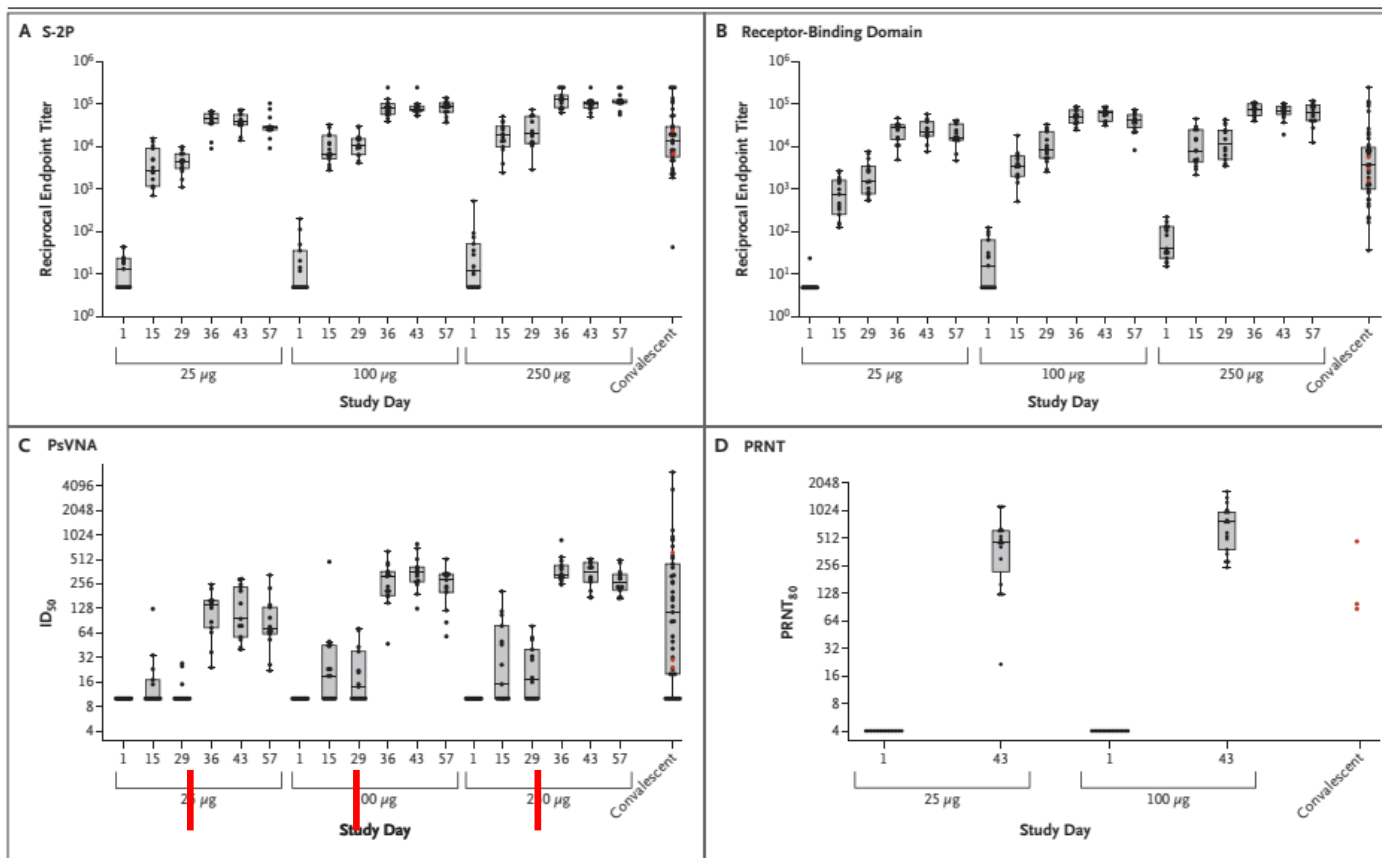 A S-2P
Reciprocal Endpoint Titer
10⁶
10⁵
10⁴
10³
10²
10¹
10⁰
1 15 29 36 43 57 1 15 29 36 43 57 1 15 29 36 43 57 Convalescent
25 µg 100 µg 250 µg
Study Day
B Receptor-Binding Domain
Reciprocal Endpoint Titer
10⁶
10⁵
10⁴
10³
10²
10¹
10⁰
1 15 29 36 43 57 1 15 29 36 43 57 1 15 29 36 43 57 Convalescent
25 µg 100 µg 250 µg
Study Day
C PsVNA
ID₅₀
4096
2048
1024
512
256
128
64
32
16
8
4
1 15 29 36 43 57 1 15 29 36 43 57 1 15 29 36 43 57 Convalescent
25 µg 100 µg 250 µg
Study Day
D PRNT
PRNT₈₀
2048
1024
512
256
128
64
32
16
8
4
1 43 1 43 Convalescent
25 µg 100 µg
Study Day